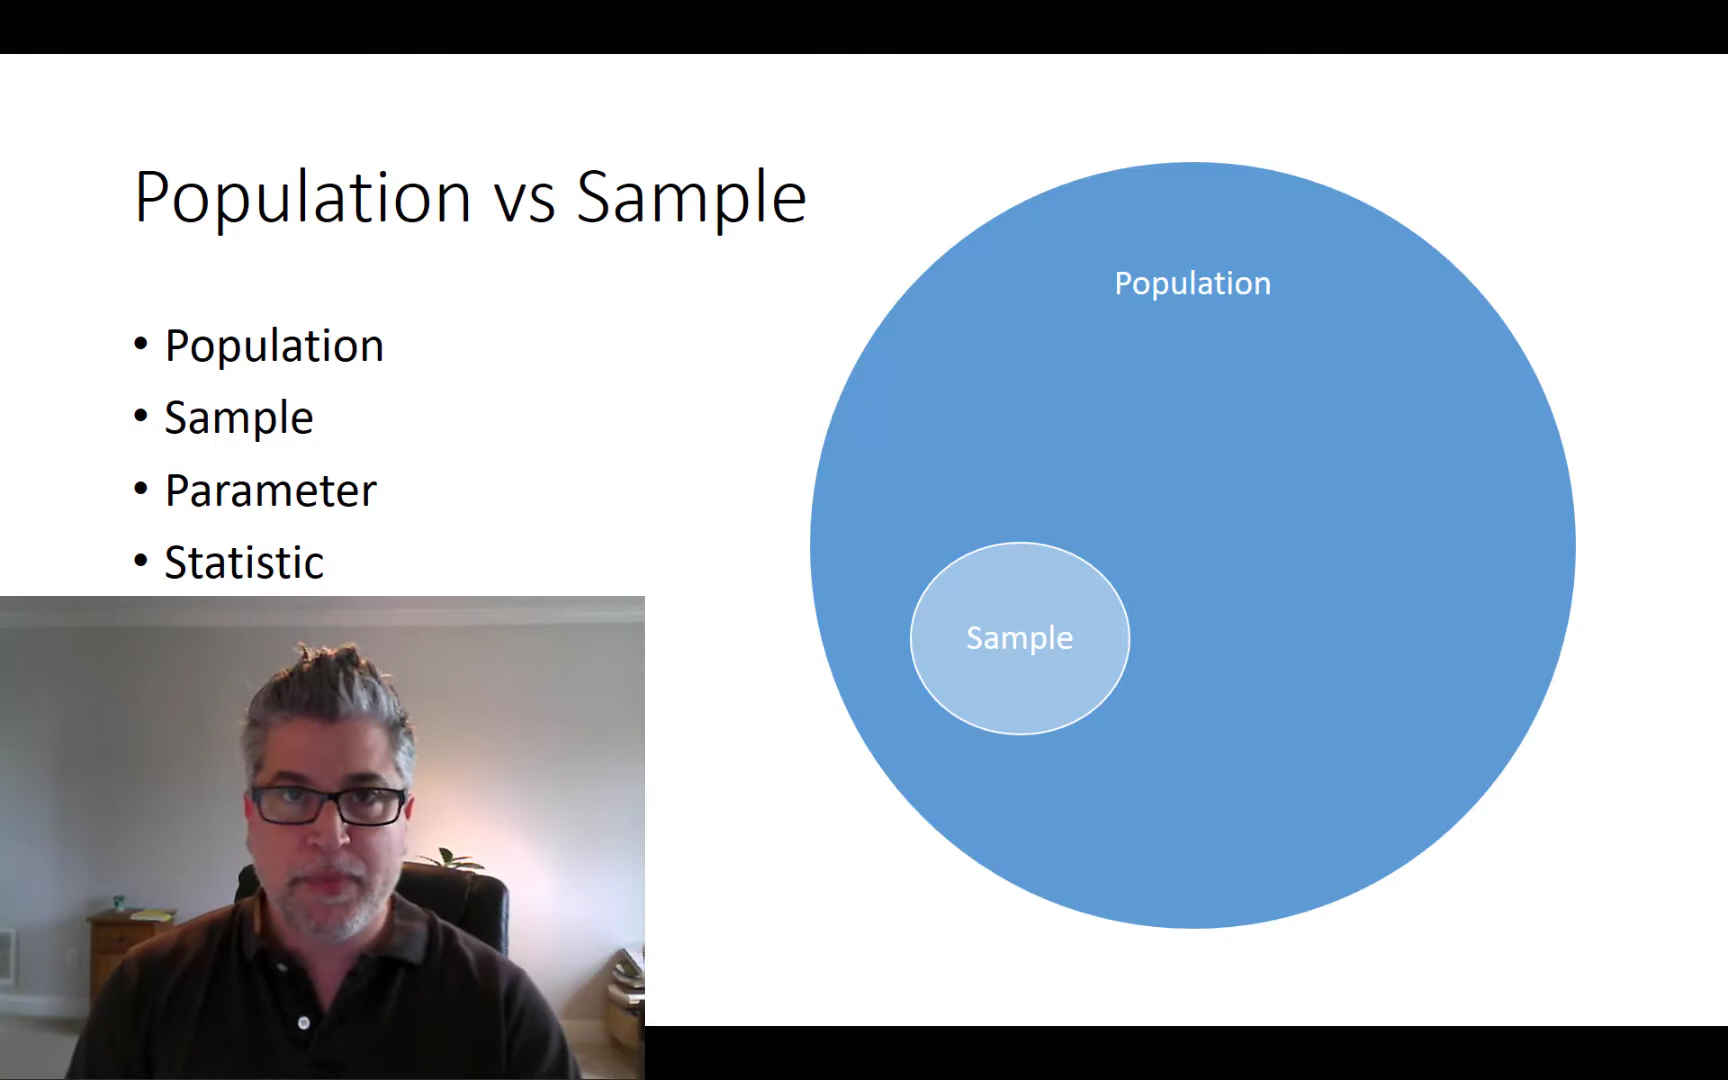 Population vs Sample
• Population
• Sample
• Parameter
• Statistic
Population
Sample